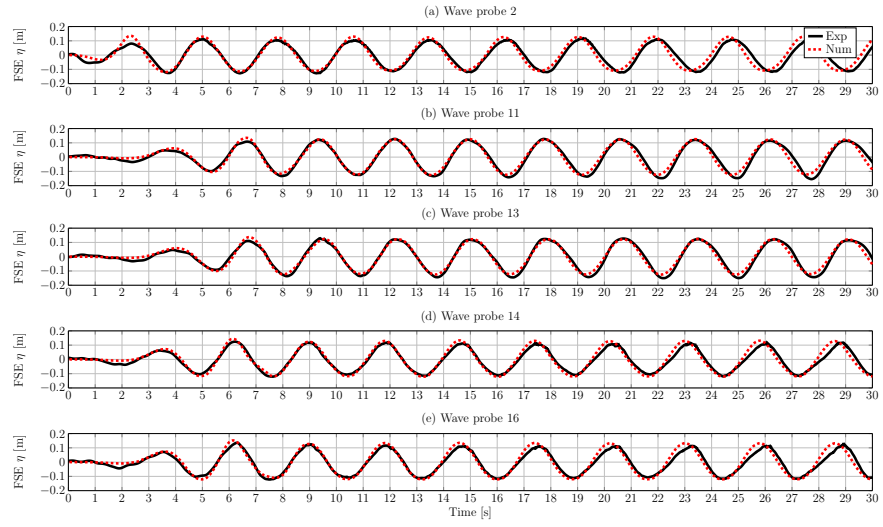 (a) Wave probe 2
FSE η [m]
0.2
0.1
0
−0.1
−0.2
Exp
Num
0 1 2 3 4 5 6 7 8 9 10 11 12 13 14 15 16 17 18 19 20 21 22 23 24 25 26 27 28 29 30
(b) Wave probe 11
FSE η [m]
0.2
0.1
0
−0.1
−0.2
0 1 2 3 4 5 6 7 8 9 10 11 12 13 14 15 16 17 18 19 20 21 22 23 24 25 26 27 28 29 30
(c) Wave probe 13
FSE η [m]
0.2
0.1
0
−0.1
−0.2
0 1 2 3 4 5 6 7 8 9 10 11 12 13 14 15 16 17 18 19 20 21 22 23 24 25 26 27 28 29 30
(d) Wave probe 14
FSE η [m]
0.2
0.1
0
−0.1
−0.2
0 1 2 3 4 5 6 7 8 9 10 11 12 13 14 15 16 17 18 19 20 21 22 23 24 25 26 27 28 29 30
(e) Wave probe 16
FSE η [m]
0.2
0.1
0
−0.1
−0.2
0 1 2 3 4 5 6 7 8 9 10 11 12 13 14 15 16 17 18 19 20 21 22 23 24 25 26 27 28 29 30
Time [s]